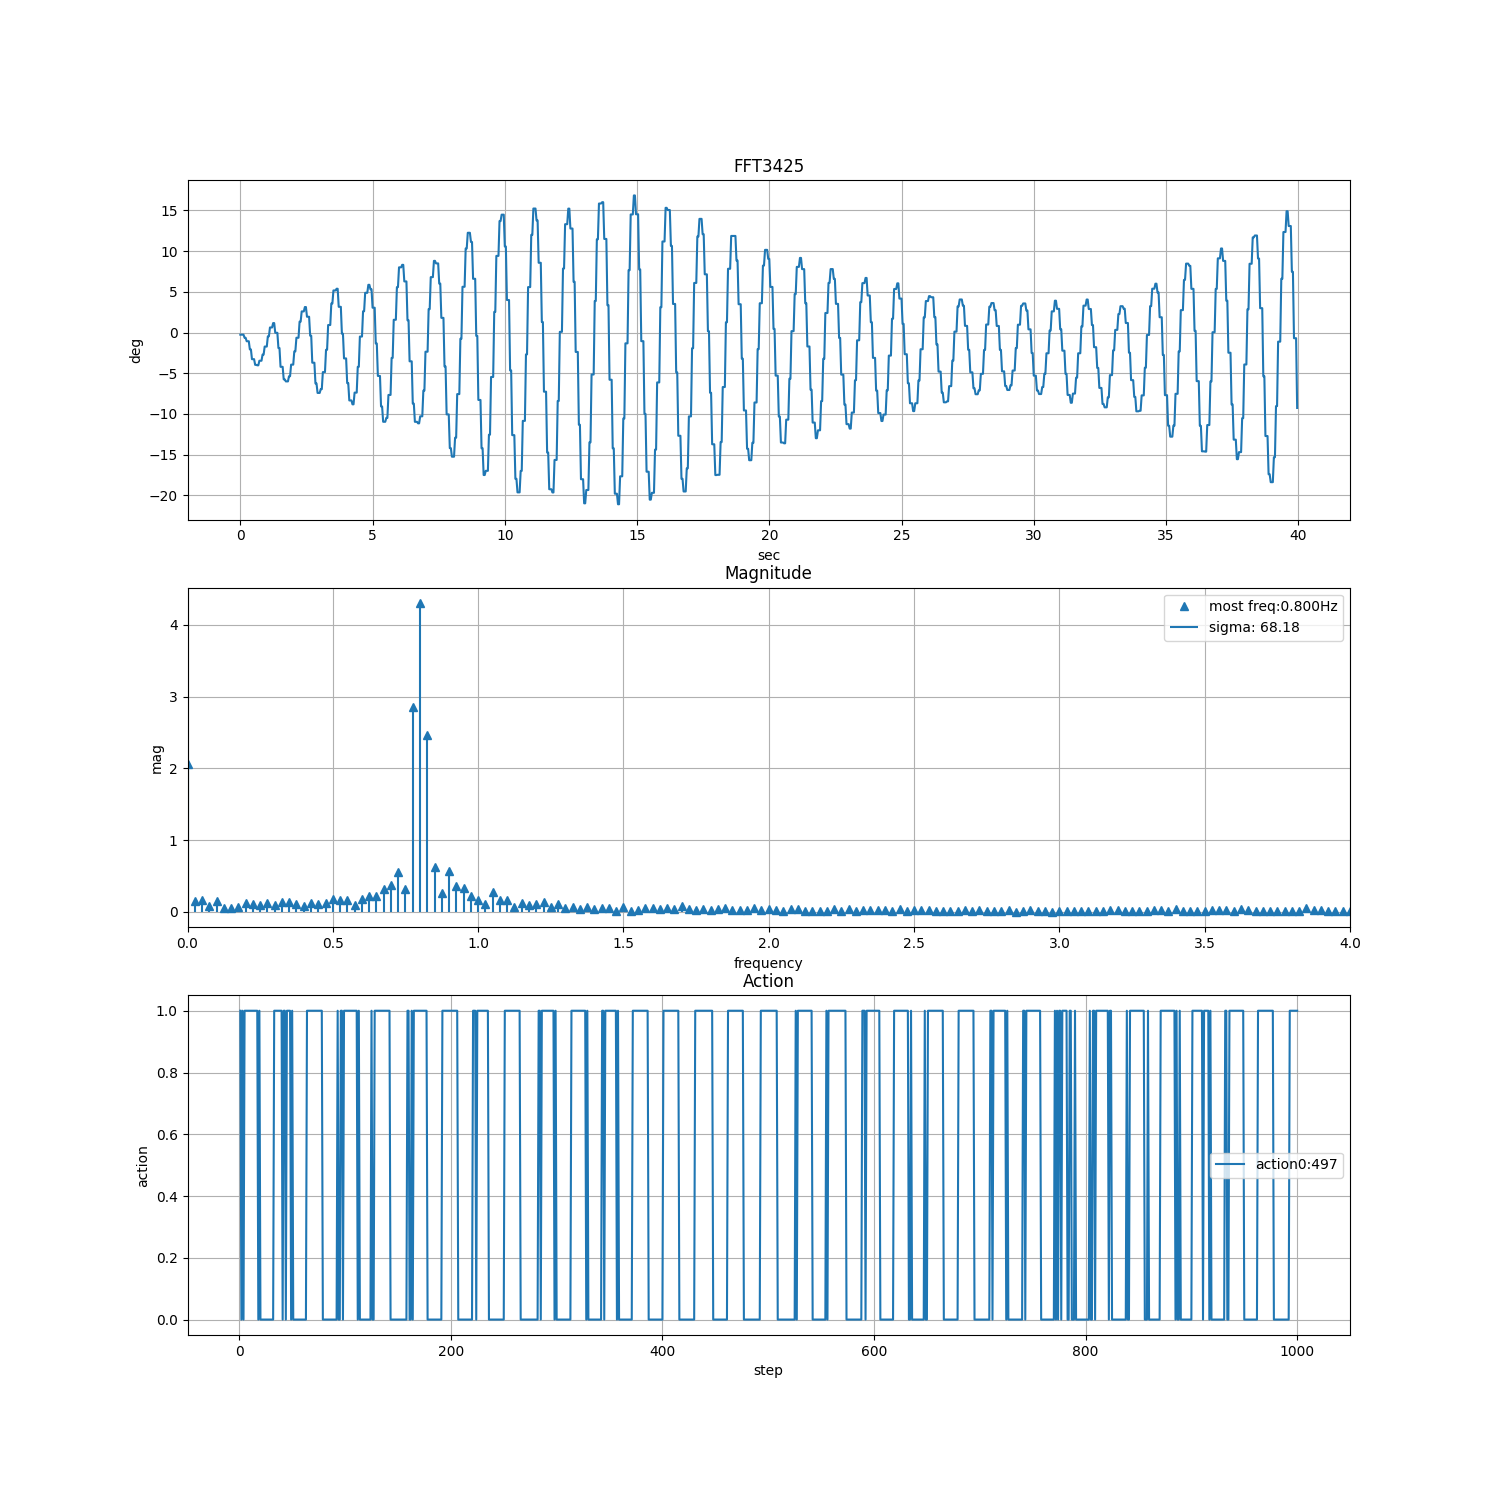 FFT3425
15
10
5
0
−5
−10
−15
−20
deg
0 5 10 15 20 25 30 35 40
sec
Magnitude
most freq:0.800Hz
sigma: 68.18
4
3
2
1
0
mag
0.0 0.5 1.0 1.5 2.0 2.5 3.0 3.5 4.0
frequency
Action
1.0
0.8
0.6
0.4
0.2
0.0
action
action0:497
0 200 400 600 800 1000
step